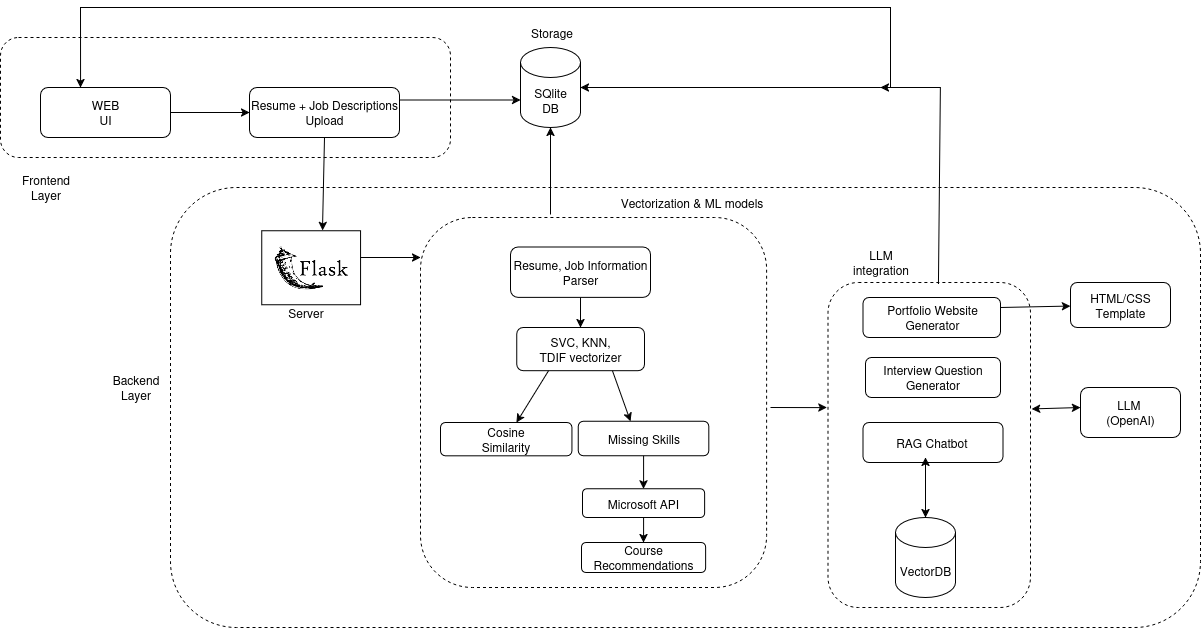 Storage
WEB
UI
Resume + Job Descriptions
Upload
SQlite
DB
Frontend
Layer
Vectorization & ML models
Flask
Server
Resume, Job Information
Parser
SVC, KNN,
TDIF vectorizer
Cosine
Similarity
Missing Skills
Microsoft API
Course
Recommendations
Backend
Layer
LLM
integration
Portfolio Website
Generator
Interview Question
Generator
RAG Chatbot
VectorDB
HTML/CSS
Template
LLM
(OpenAI)